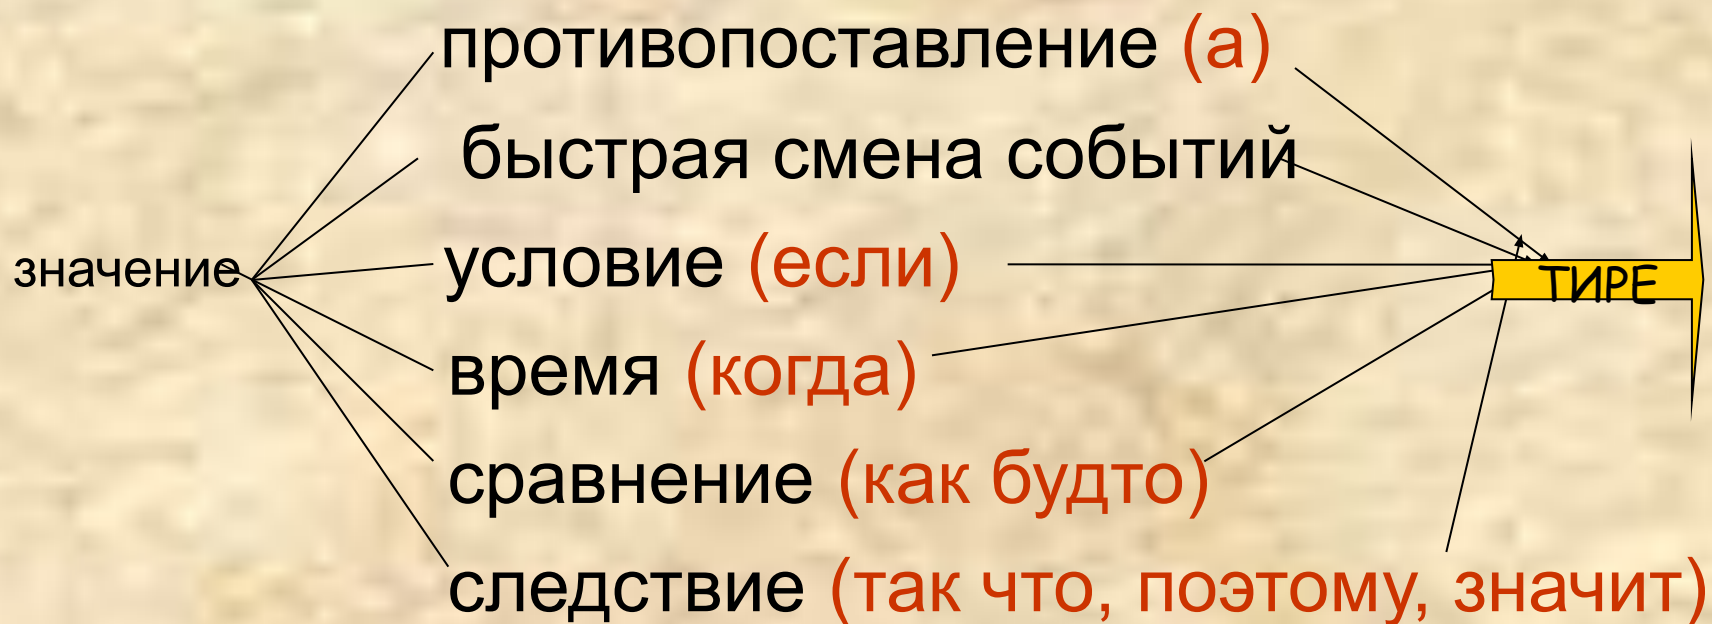 противопоставление (а)
быстрая смена событий
значение
условие (если)
ТИРЕ
время (когда)
сравнение (как будто)
следствие (так что, поэтому, значит)